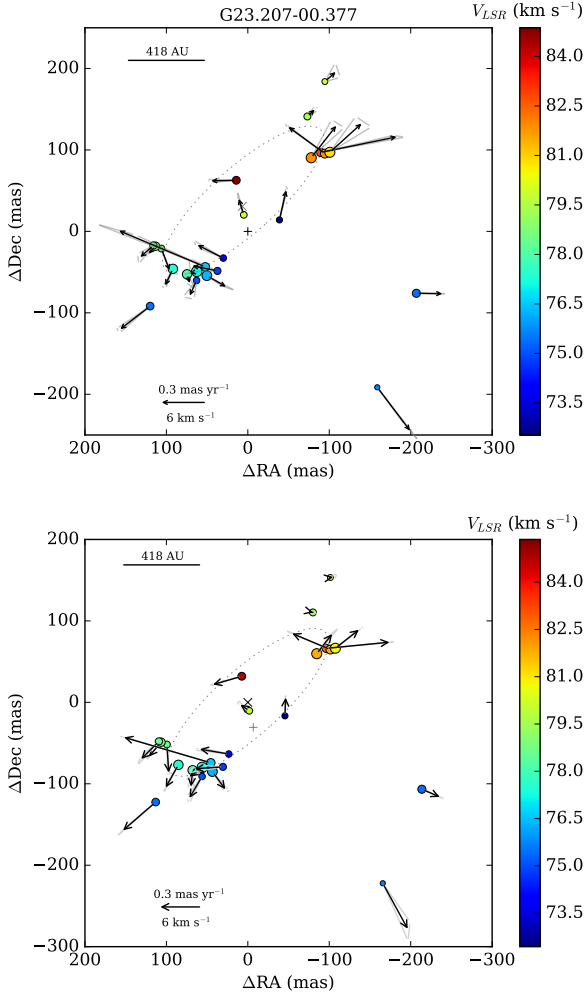 G23.207-00.377
V_LSR (km s⁻¹)
418 AU
200
150
100
50
0
−50
−100
−150
−200
ΔDec (mas)
0.3 mas yr⁻¹
6 km s⁻¹
200 100 0 −100 −200 −300
ΔRA (mas)
84.0
82.5
81.0
79.5
78.0
76.5
75.0
73.5
V_LSR (km s⁻¹)
418 AU
200
100
0
−100
−200
−300
ΔDec (mas)
0.3 mas yr⁻¹
6 km s⁻¹
200 100 0 −100 −200 −300
ΔRA (mas)
84.0
82.5
81.0
79.5
78.0
76.5
75.0
73.5